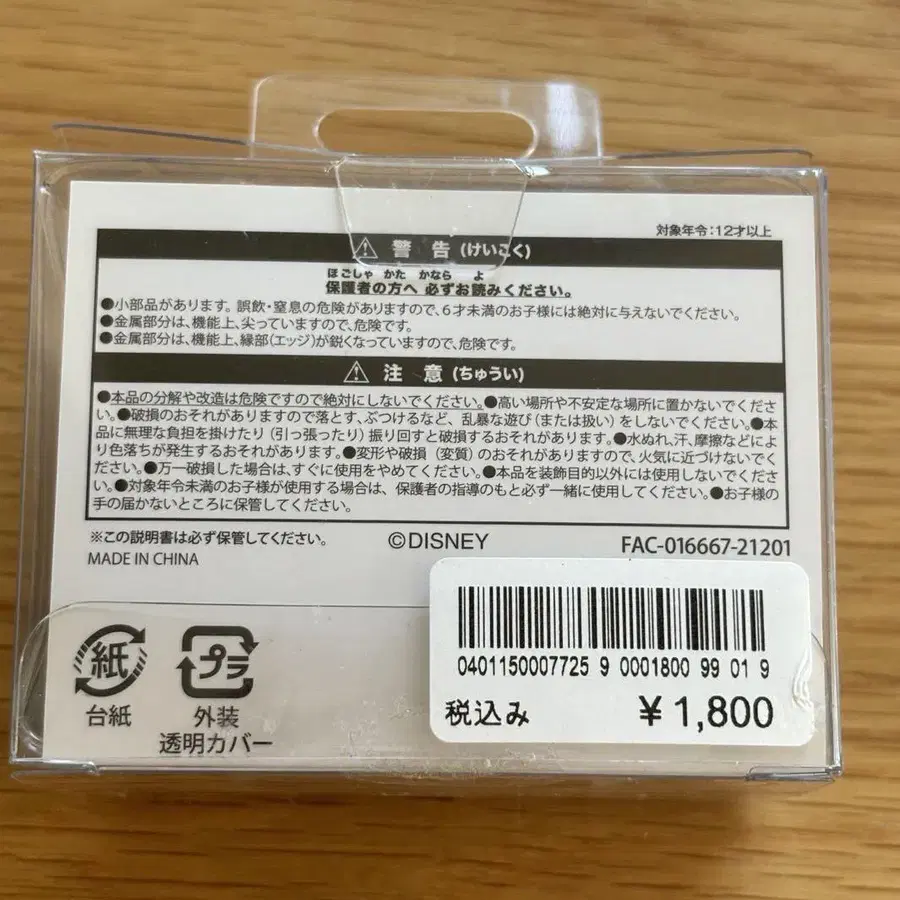 対象年令:12才以上
⚠ 警告 (けいこく)
ほごしゃ かた かなら よ
保護者の方へ 必ずお読みください。
●小部品があります。誤飲・窒息の危険がありますので、6才未満のお子様には絶対に与えないでください。
●金属部分は、機能上、尖っていますので、危険です。
●金属部分は、機能上、縁部(エッジ)が鋭くなっていますので、危険です。
⚠ 注意 (ちゅうい)
●本品の分解や改造は危険ですので絶対にしないでください。●高い場所や不安定な場所に置かないでくださ
い。●破損のおそれがありますので落とす、ぶつけるなど、乱暴な遊び(または扱い)をしないでください。●本
品に無理な負担を掛けたり(引っ張ったり)振り回すと破損するおそれがあります。●水ぬれ、汗、摩擦などによ
り色落ちが発生するおそれがあります。●変形や破損(変質)のおそれがありますので、火気に近づけないでく
ださい。●万一破損した場合は、すぐに使用をやめてください。●本品を装飾目的以外には使用しないでくださ
い。●対象年令未満のお子様が使用する場合は、保護者の指導のもと必ず一緒に使用してください。●お子様の
手の届かないところに保管してください。
※この説明書は必ず保管してください。
©DISNEY
FAC-016667-21201
MADE IN CHINA
0401150007725 9 0001800 99 01 9
税込み ¥1,800
紙
台紙
プラ
外装
透明カバー